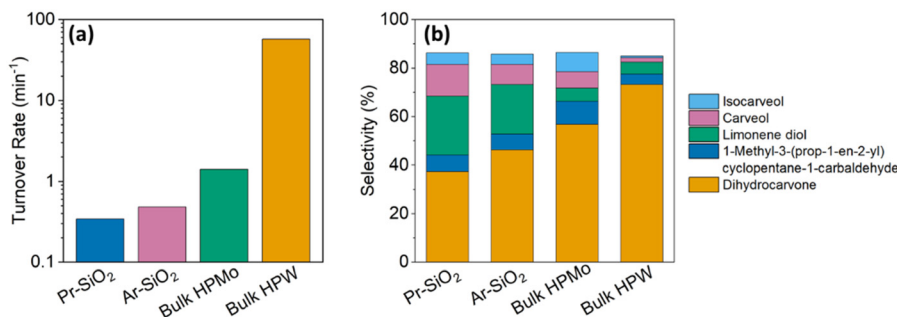 (a)
Turnover Rate (min⁻¹)
100
10
1
0.1
Pr-SiO₂
Ar-SiO₂
Bulk HPMo
Bulk HPW
(b)
Selectivity (%)
100
80
60
40
20
0
Pr-SiO₂
Ar-SiO₂
Bulk HPMo
Bulk HPW
Isocarveol
Carveol
Limonene diol
1-Methyl-3-(prop-1-en-2-yl)
cyclopentane-1-carbaldehyde
Dihydrocarvone